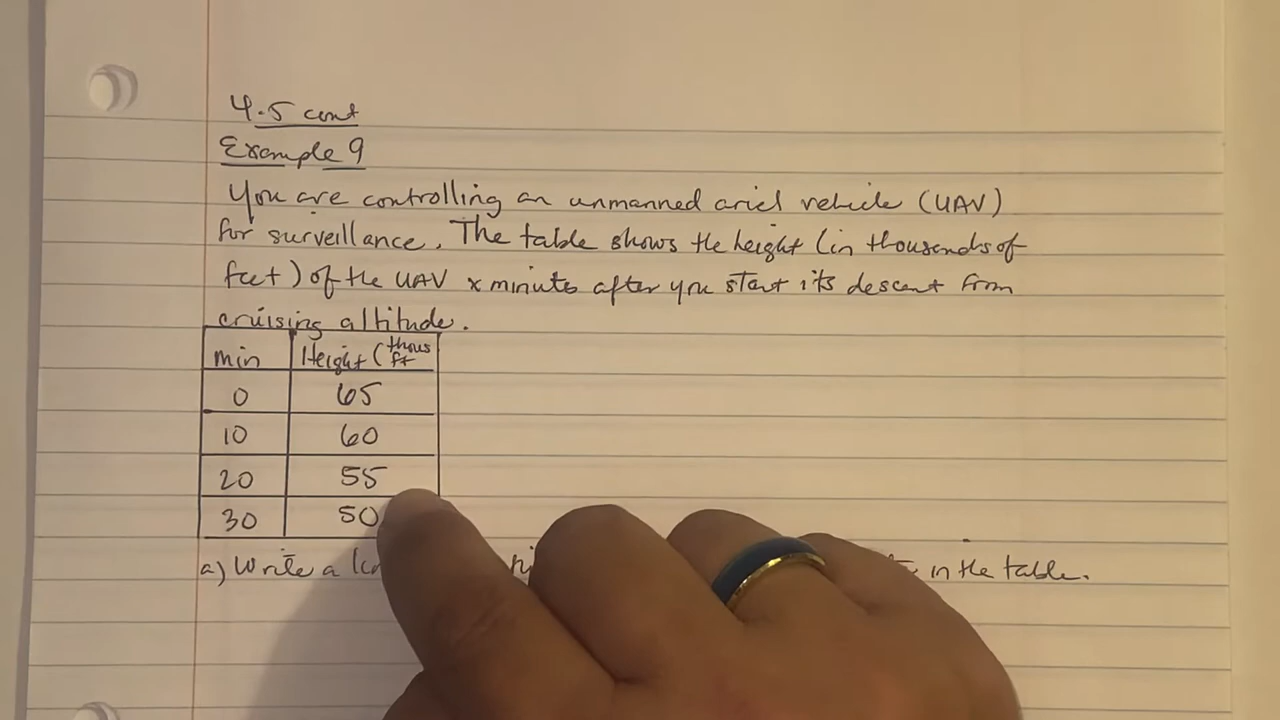 4.5 cont
Example 9
You are controlling an unmanned ariel vehicle (UAV)
for surveillance. The table shows the height (in thousands of
feet) of the UAV x minutes after you start its descent from
cruising altitude.
min Height (thous ft
0 65
10 60
20 55
30 50
a) Write a in the table.